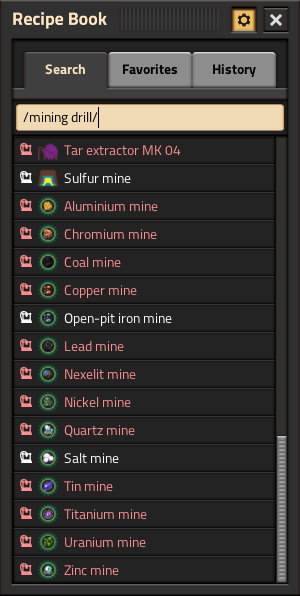 Recipe Book
Search
Favorites
History
/mining drill/
Tar extractor MK 04
Sulfur mine
Aluminium mine
Chromium mine
Coal mine
Copper mine
Open-pit iron mine
Lead mine
Nexelit mine
Nickel mine
Quartz mine
Salt mine
Tin mine
Titanium mine
Uranium mine
Zinc mine